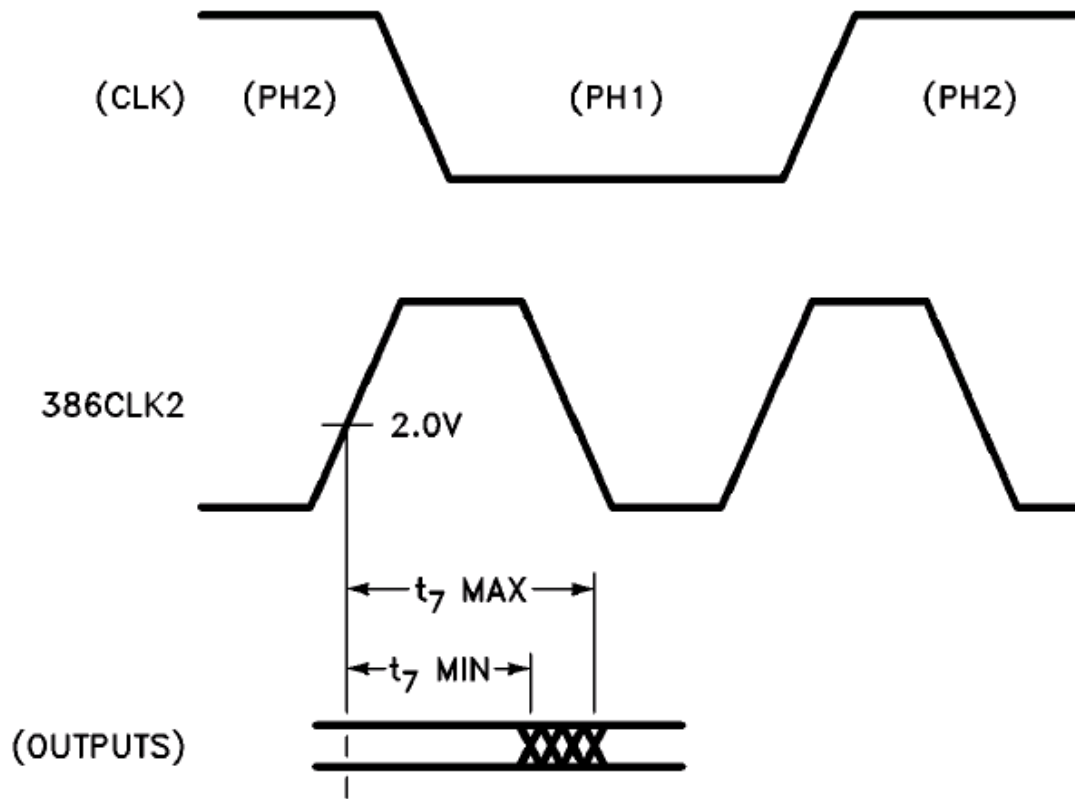 (CLK) (PH2) (PH1) (PH2)
386CLK2
2.0V
t₇ MAX
t₇ MIN
(OUTPUTS)